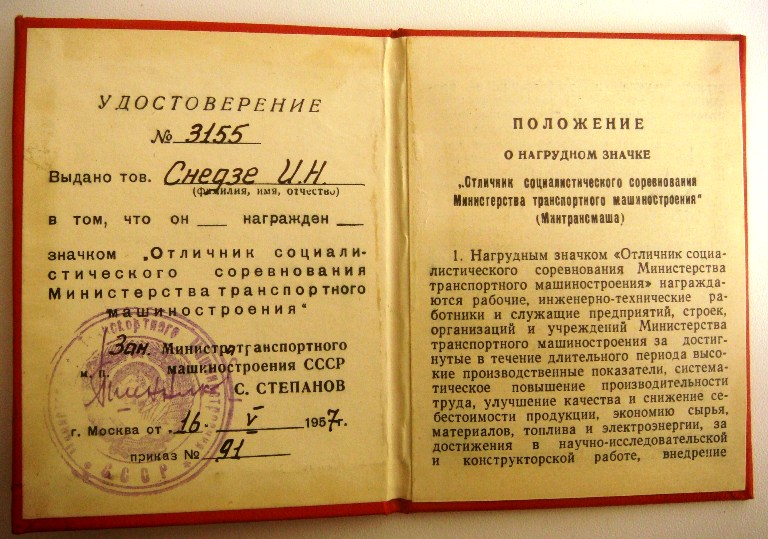 УДОСТОВЕРЕНИЕ
№ 3155
Выдано тов. Снедзе И.Н.
(фамилия, имя, отчество)
в том, что он ___ награжден ___
значком „Отличник социали-
стического соревнования
Министерства транспортного
машиностроения"
Зам. Министр транспортного
м. п. машиностроения СССР
С. СТЕПАНОВ
г. Москва от 16. V 1957г.
приказ № 91
ПОЛОЖЕНИЕ
О НАГРУДНОМ ЗНАЧКЕ
„Отличник социалистического соревнования
Министерства транспортного машиностроения"
(Минтрансмаша)
1. Нагрудным значком «Отличник социа-
листического соревнования Министерства
транспортного машиностроения» награжда-
ются рабочие, инженерно-технические ра-
ботники и служащие предприятий, строек,
организаций и учреждений Министерства
транспортного машиностроения за достиг-
нутые в течение длительного периода высо-
кие производственные показатели, система-
тическое повышение производительности
труда, улучшение качества и снижение се-
бестоимости продукции, экономию сырья,
материалов, топлива и электроэнергии, за
достижения в научно-исследовательской
и конструкторской работе, внедрение